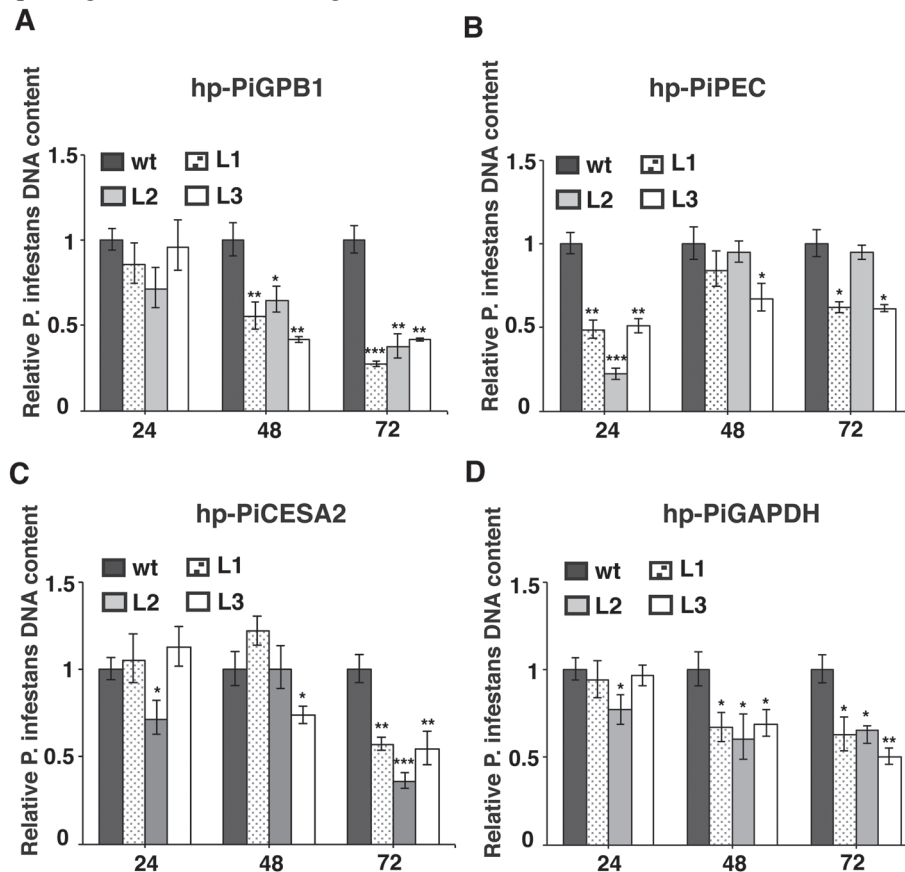 A
hp-PiGPB1
Relative P. infestans DNA content
1.5
1
0.5
0
wt L1
L2 L3
**
*
**
***
**
**
24 48 72
B
hp-PiPEC
Relative P. infestans DNA content
1.5
1
0.5
0
wt L1
L2 L3
**
***
**
*
*
*
24 48 72
C
hp-PiCESA2
Relative P. infestans DNA content
1.5
1
0.5
0
wt L1
L2 L3
*
*
**
***
**
24 48 72
D
hp-PiGAPDH
Relative P. infestans DNA content
1.5
1
0.5
0
wt L1
L2 L3
*
*
*
*
*
*
**
24 48 72